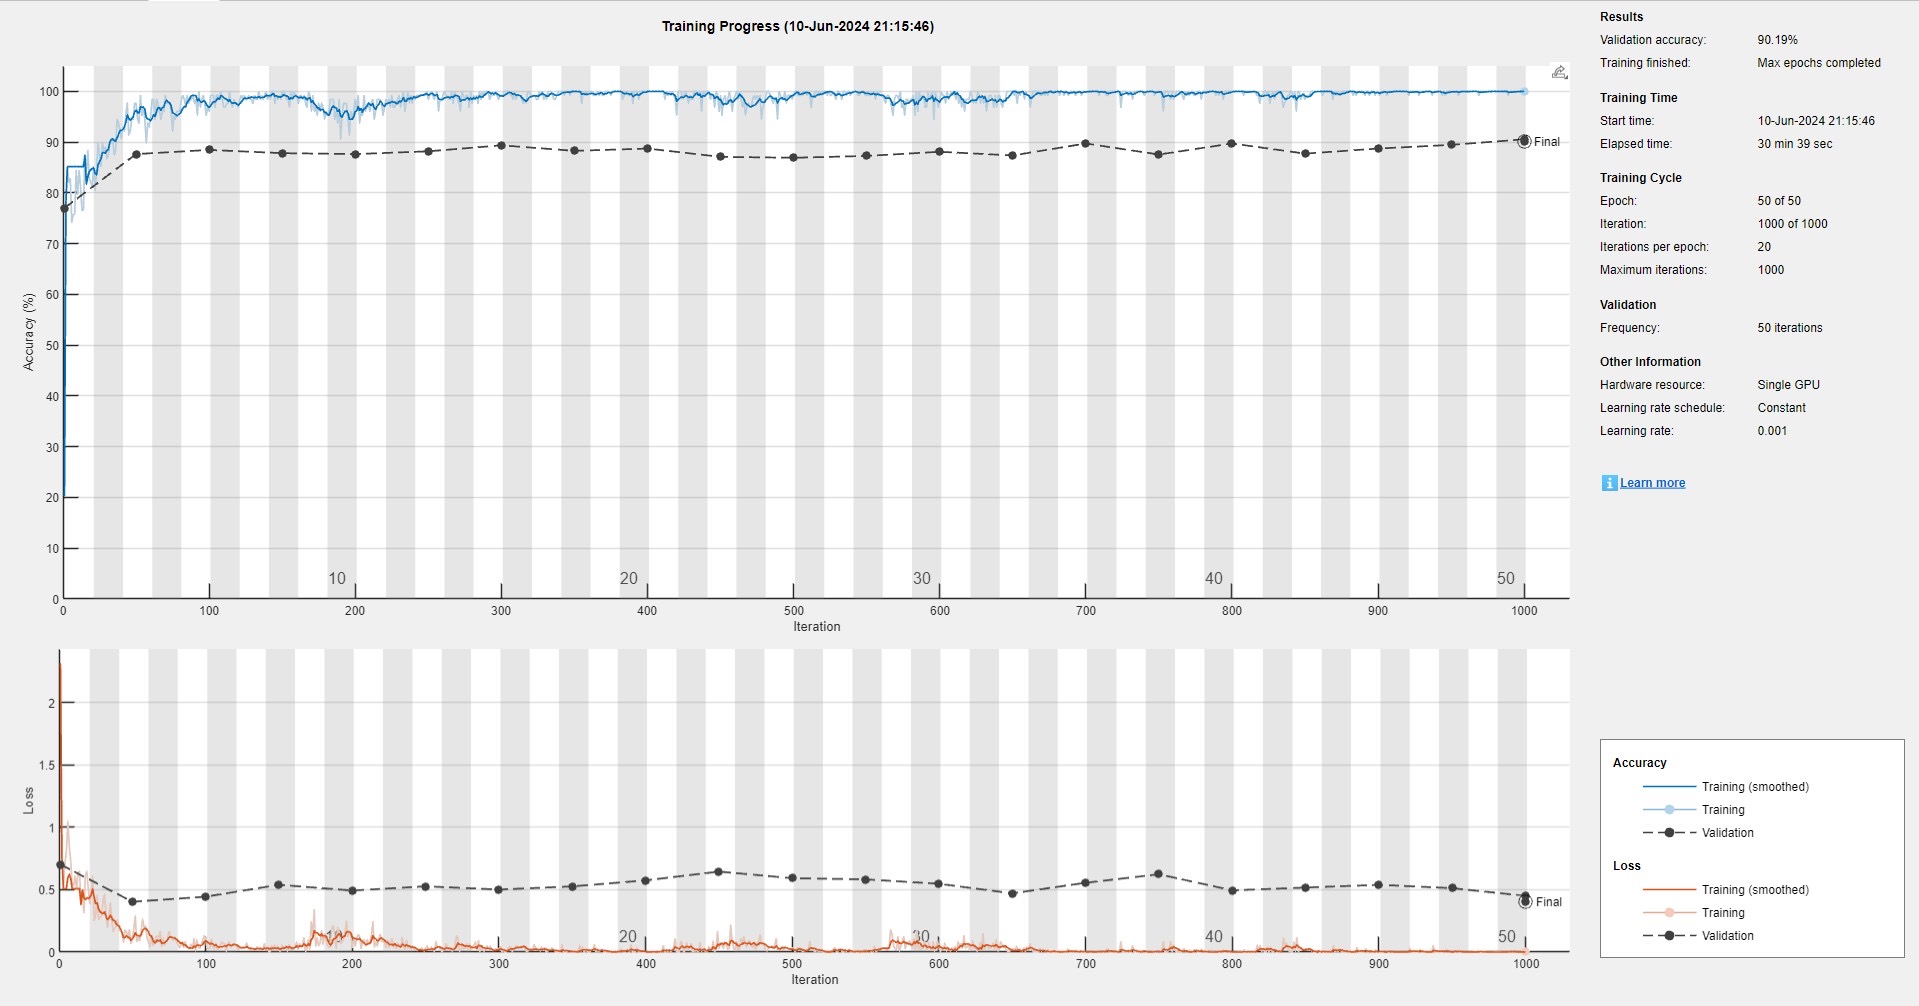 Training Progress (10-Jun-2024 21:15:46)
Accuracy (%)
100
90
80
70
60
50
40
30
20
10
0
Final
10 20 30 40 50
0 100 200 300 400 500 600 700 800 900 1000
Iteration
Loss
2
1.5
1
0.5
0
Final
10 20 30 40 50
0 100 200 300 400 500 600 700 800 900 1000
Iteration
Results
Validation accuracy: 90.19%
Training finished: Max epochs completed
Training Time
Start time: 10-Jun-2024 21:15:46
Elapsed time: 30 min 39 sec
Training Cycle
Epoch: 50 of 50
Iteration: 1000 of 1000
Iterations per epoch: 20
Maximum iterations: 1000
Validation
Frequency: 50 iterations
Other Information
Hardware resource: Single GPU
Learning rate schedule: Constant
Learning rate: 0.001
i Learn more
Accuracy
Training (smoothed)
Training
Validation
Loss
Training (smoothed)
Training
Validation